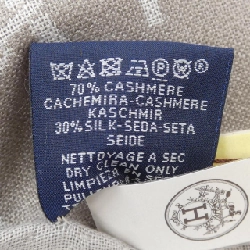 70% CASHMERE
CACHEMIRA-CASHMERE
KASCHMIR
30% SILK-SEDA-SETA
SEIDE
NETTOYAGE A SEC
DRY CLEAN ONLY
LIMPIEZA